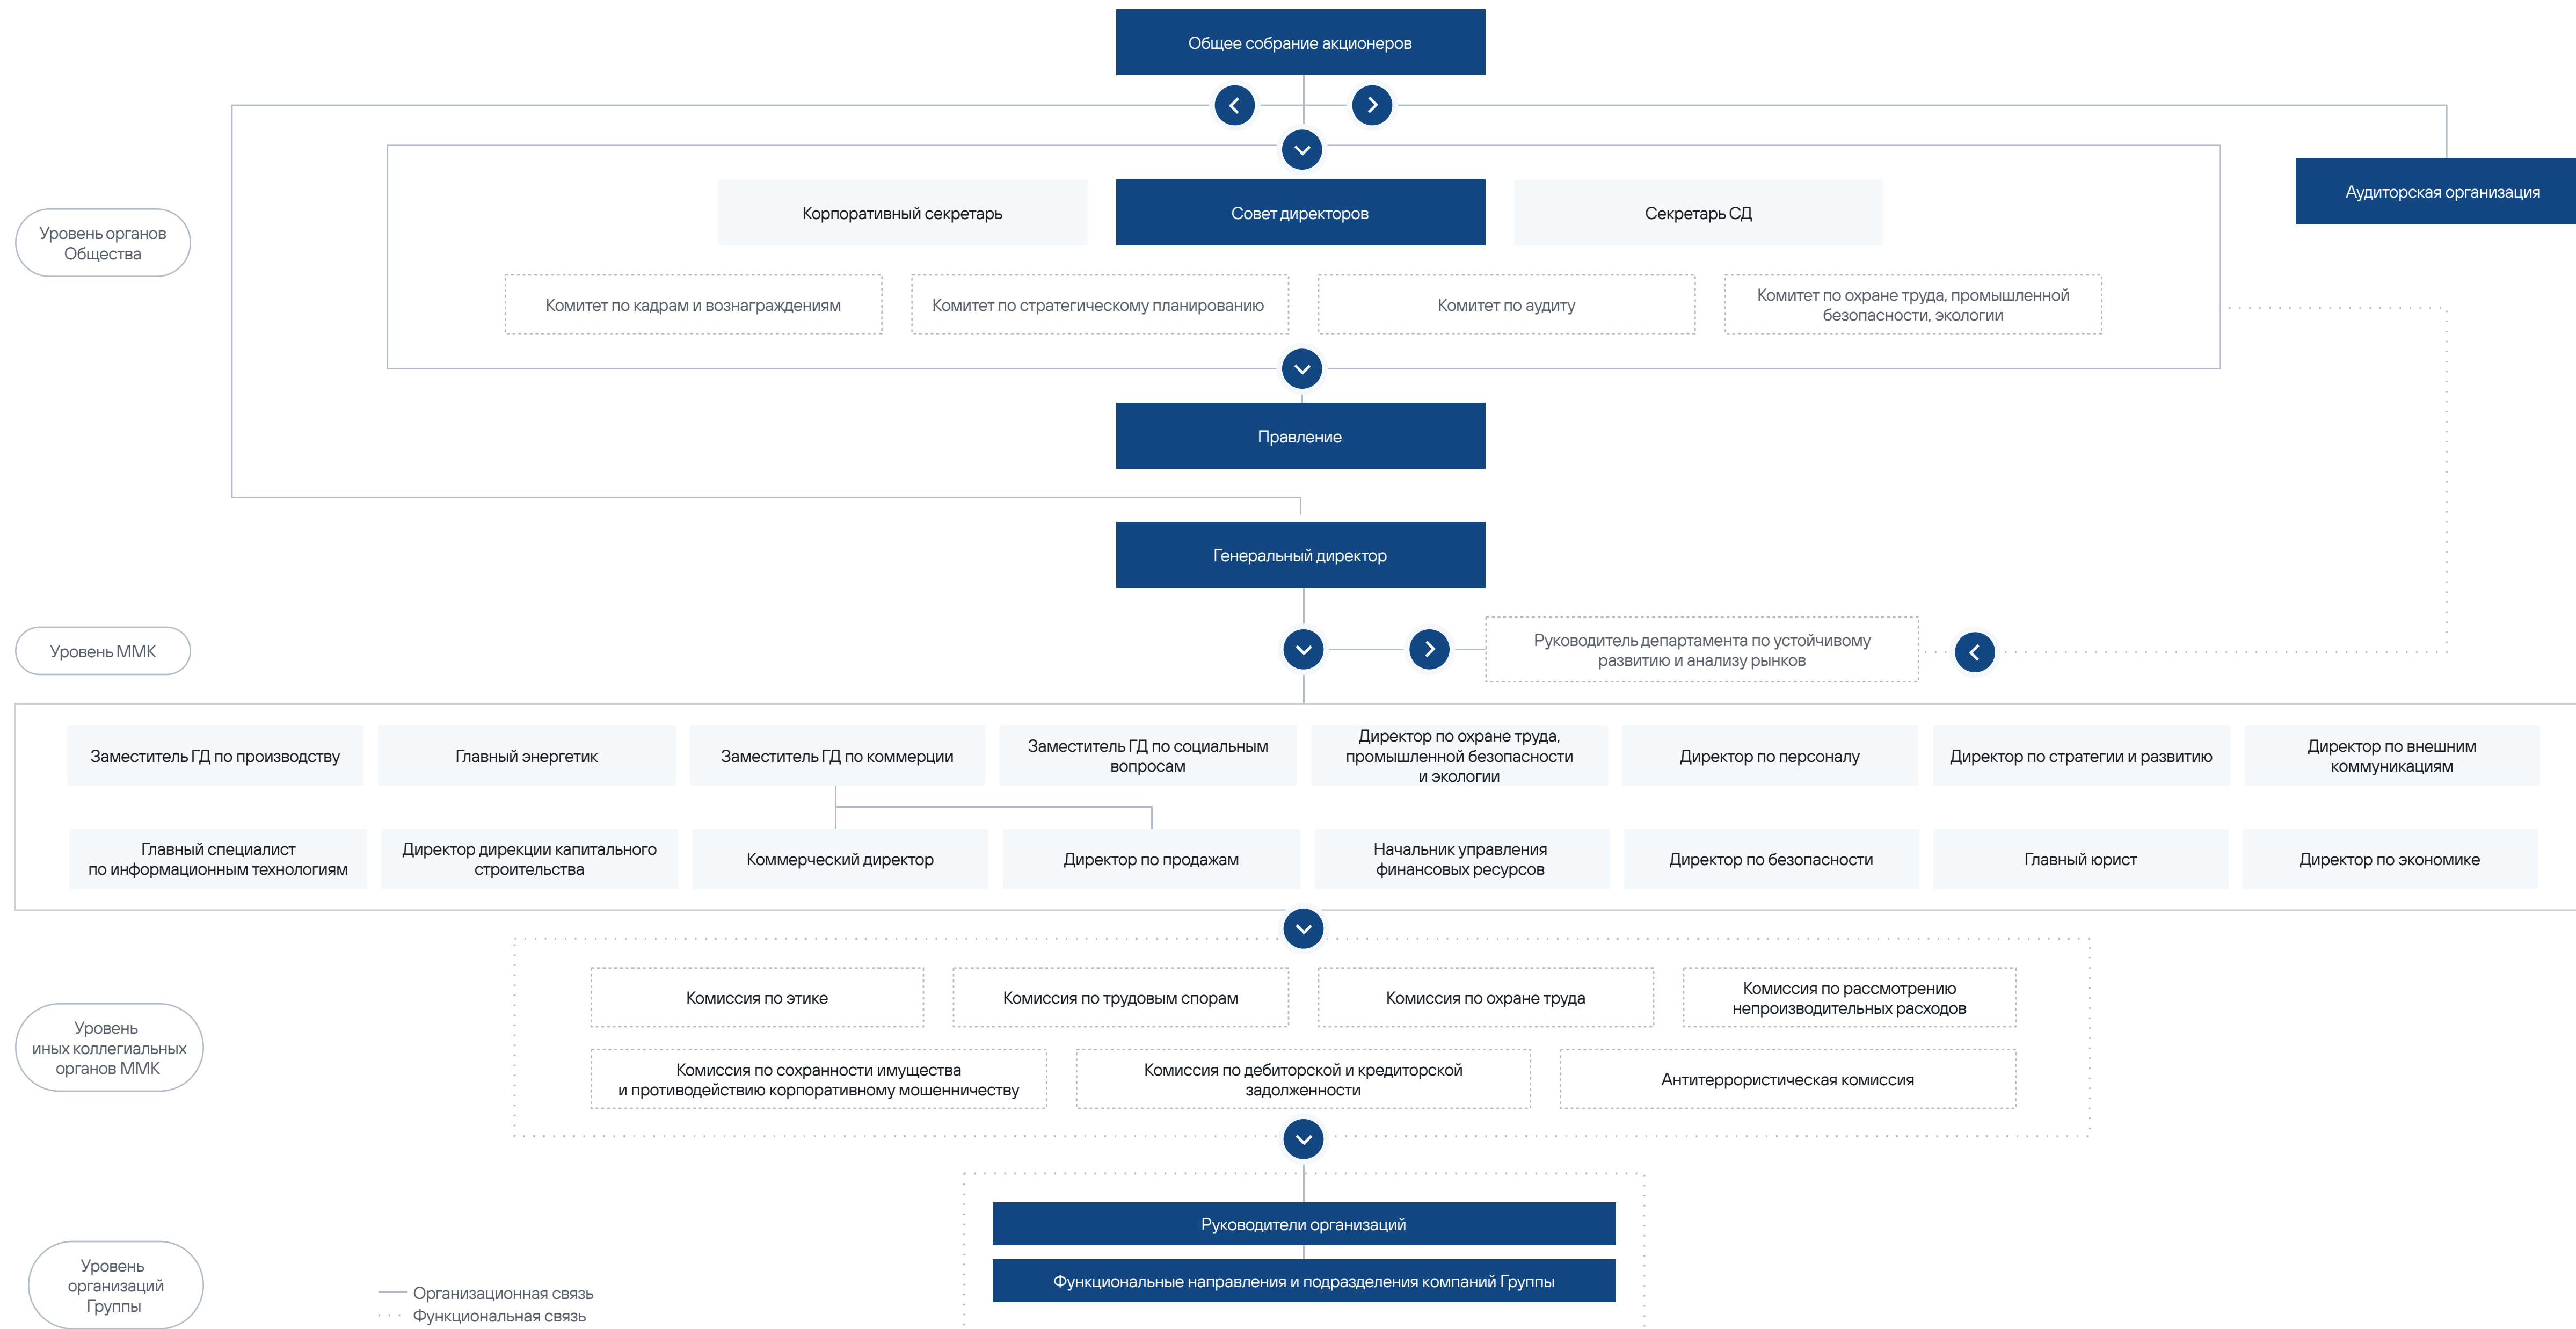 Общее собрание акционеров
Аудиторская организация
Корпоративный секретарь
Совет директоров
Секретарь СД
Уровень органов
Общества
Комитет по кадрам и вознаграждениям
Комитет по стратегическому планированию
Комитет по аудиту
Комитет по охране труда, промышленной
безопасности, экологии
Правление
Генеральный директор
Уровень ММК
Руководитель департамента по устойчивому
развитию и анализу рынков
Заместитель ГД по производству
Главный энергетик
Заместитель ГД по коммерции
Заместитель ГД по социальным
вопросам
Директор по охране труда,
промышленной безопасности
и экологии
Директор по персоналу
Директор по стратегии и развитию
Директор по внешним
коммуникациям
Главный специалист
по информационным технологиям
Директор дирекции капитального
строительства
Коммерческий директор
Директор по продажам
Начальник управления
финансовых ресурсов
Директор по безопасности
Главный юрист
Директор по экономике
Уровень
иных коллегиальных
органов ММК
Комиссия по этике
Комиссия по трудовым спорам
Комиссия по охране труда
Комиссия по рассмотрению
непроизводительных расходов
Комиссия по сохранности имущества
и противодействию корпоративному мошенничеству
Комиссия по дебиторской и кредиторской
задолженности
Антитеррористическая комиссия
Руководители организаций
Функциональные направления и подразделения компаний Группы
Уровень
организаций
Группы
Организационная связь
Функциональная связь